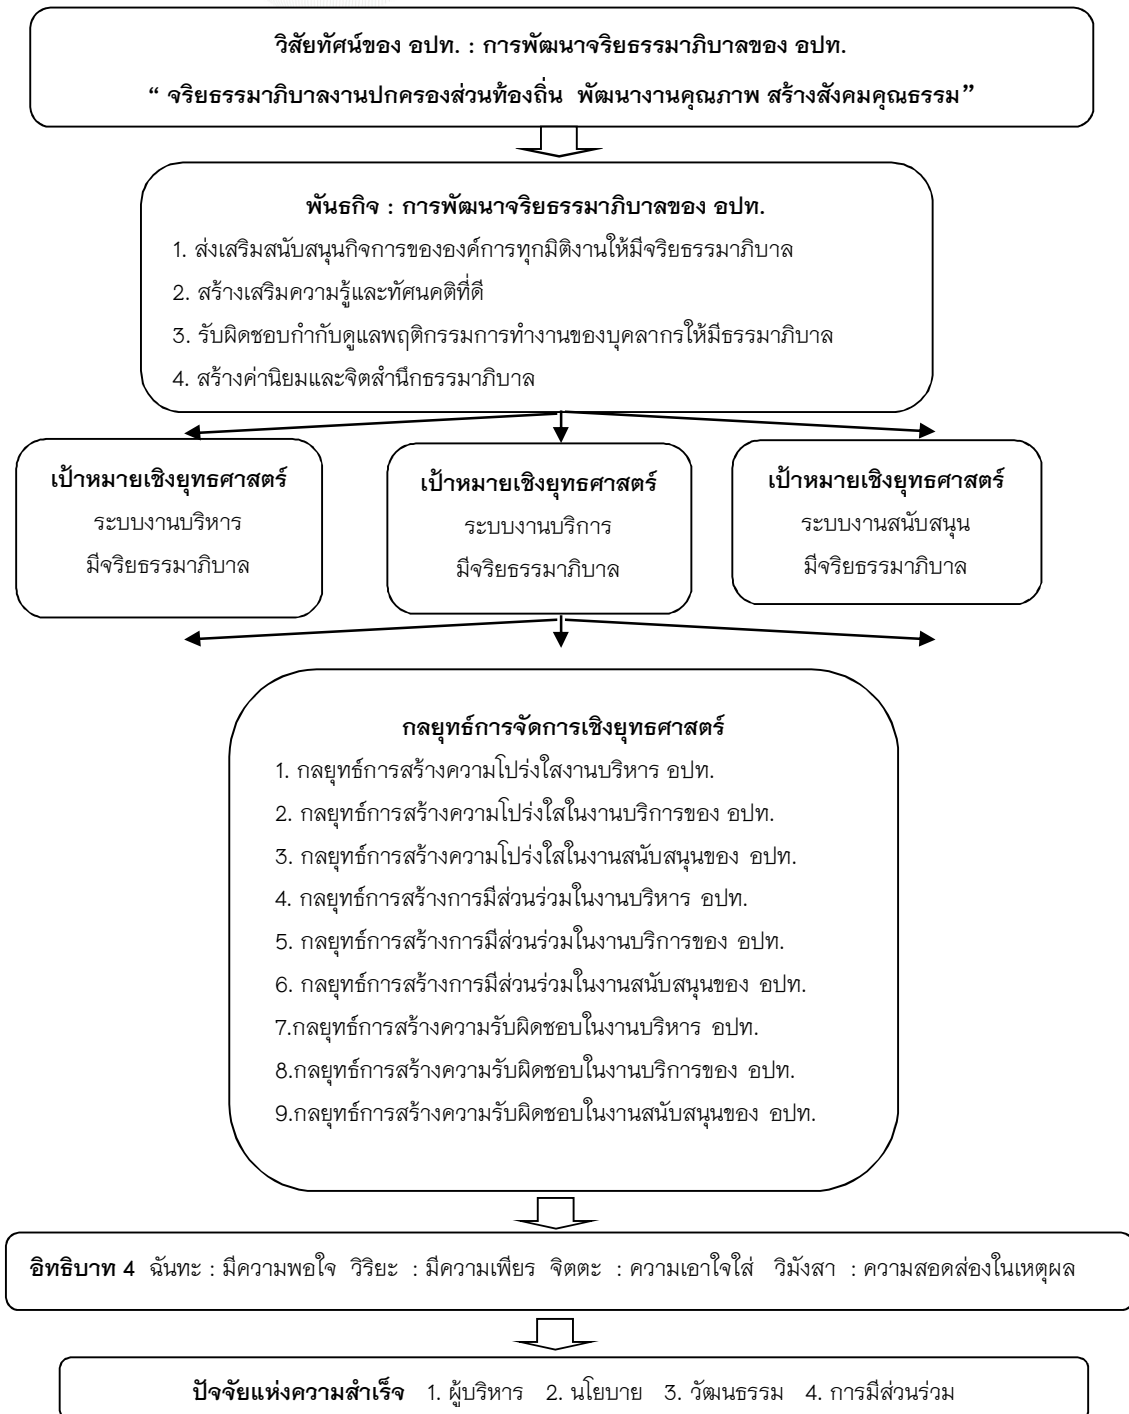 วิสัยทัศน์ของ อปท. : การพัฒนาจริยธรรมาภิบาลของ อปท.
“ จริยธรรมาภิบาลงานปกครองส่วนท้องถิ่น พัฒนางานคุณภาพ สร้างสังคมคุณธรรม”
พันธกิจ : การพัฒนาจริยธรรมาภิบาลของ อปท.
1. ส่งเสริมสนับสนุนกิจการขององค์การทุกมิติงานให้มีจริยธรรมาภิบาล
2. สร้างเสริมความรู้และทัศนคติที่ดี
3. รับผิดชอบกำกับดูแลพฤติกรรมการทำงานของบุคลากรให้มีธรรมาภิบาล
4. สร้างค่านิยมและจิตสำนึกธรรมาภิบาล
เป้าหมายเชิงยุทธศาสตร์
ระบบงานบริหาร
มีจริยธรรมาภิบาล
เป้าหมายเชิงยุทธศาสตร์
ระบบงานบริการ
มีจริยธรรมาภิบาล
เป้าหมายเชิงยุทธศาสตร์
ระบบงานสนับสนุน
มีจริยธรรมาภิบาล
กลยุทธ์การจัดการเชิงยุทธศาสตร์
1. กลยุทธ์การสร้างความโปร่งใสงานบริหาร อปท.
2. กลยุทธ์การสร้างความโปร่งใสในงานบริการของ อปท.
3. กลยุทธ์การสร้างความโปร่งใสในงานสนับสนุนของ อปท.
4. กลยุทธ์การสร้างการมีส่วนร่วมในงานบริหาร อปท.
5. กลยุทธ์การสร้างการมีส่วนร่วมในงานบริการของ อปท.
6. กลยุทธ์การสร้างการมีส่วนร่วมในงานสนับสนุนของ อปท.
7.กลยุทธ์การสร้างความรับผิดชอบในงานบริหาร อปท.
8.กลยุทธ์การสร้างความรับผิดชอบในงานบริการของ อปท.
9.กลยุทธ์การสร้างความรับผิดชอบในงานสนับสนุนของ อปท.
อิทธิบาท 4 ฉันทะ : มีความพอใจ วิริยะ : มีความเพียร จิตตะ : ความเอาใจใส่ วิมังสา : ความสอดส่องในเหตุผล
ปัจจัยแห่งความสำเร็จ 1. ผู้บริหาร 2. นโยบาย 3. วัฒนธรรม 4. การมีส่วนร่วม